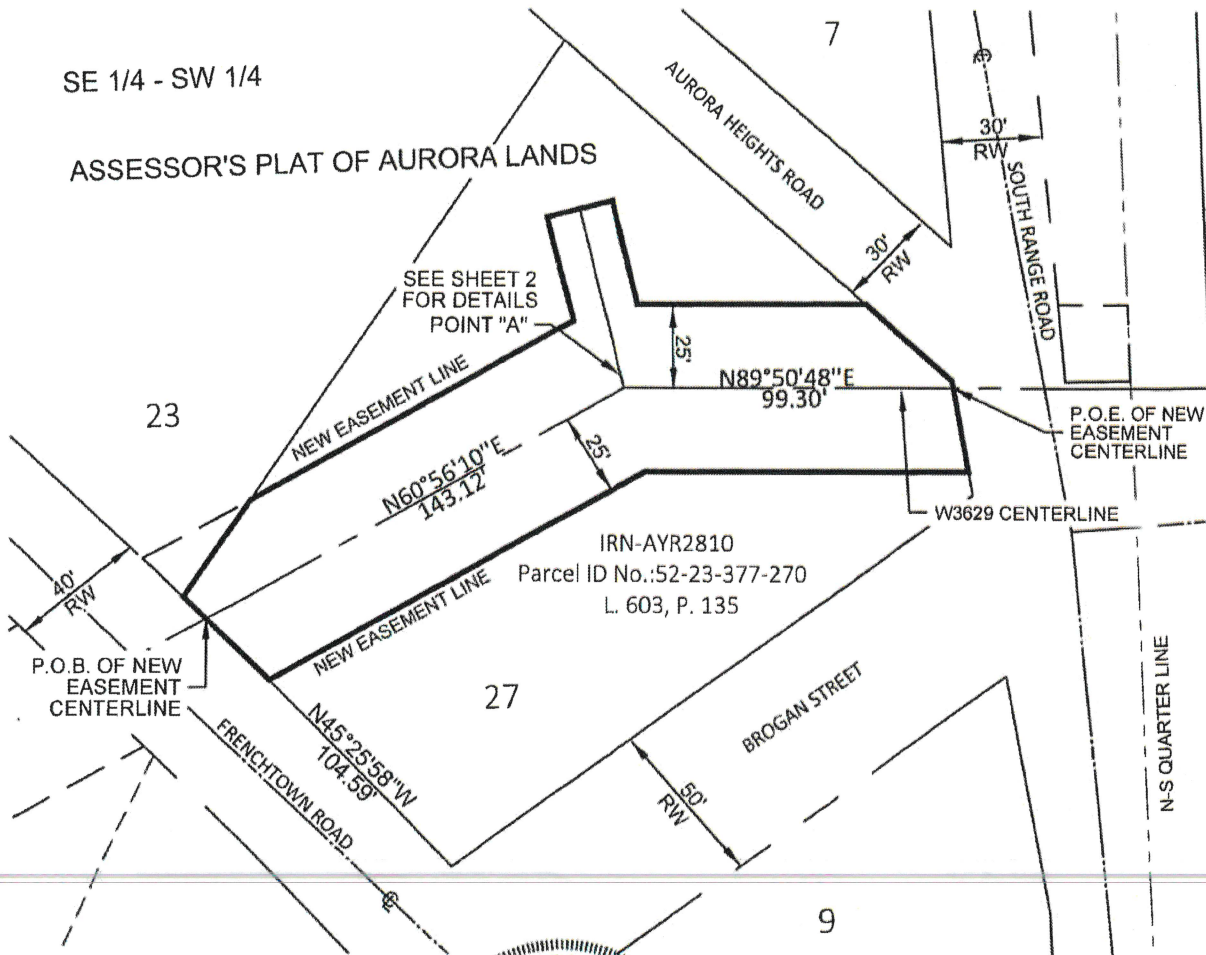 7
SE 1/4 - SW 1/4
ASSESSOR'S PLAT OF AURORA LANDS
AURORA HEIGHTS ROAD
30'
RW
SOUTH RANGE ROAD
30'
RW
SEE SHEET 2
FOR DETAILS
POINT "A"
25'
N89°50'48"E
99.30'
23
NEW EASEMENT LINE
P.O.E. OF NEW
EASEMENT
CENTERLINE
N60°56'10"E
143.12'
25'
W3629 CENTERLINE
IRN-AYR2810
Parcel ID No.:52-23-377-270
L. 603, P. 135
40'
RW
NEW EASEMENT LINE
P.O.B. OF NEW
EASEMENT
CENTERLINE
27
N45°25'58"W
104.59'
FRENCHTOWN ROAD
BROGAN STREET
50'
RW
N-S QUARTER LINE
9